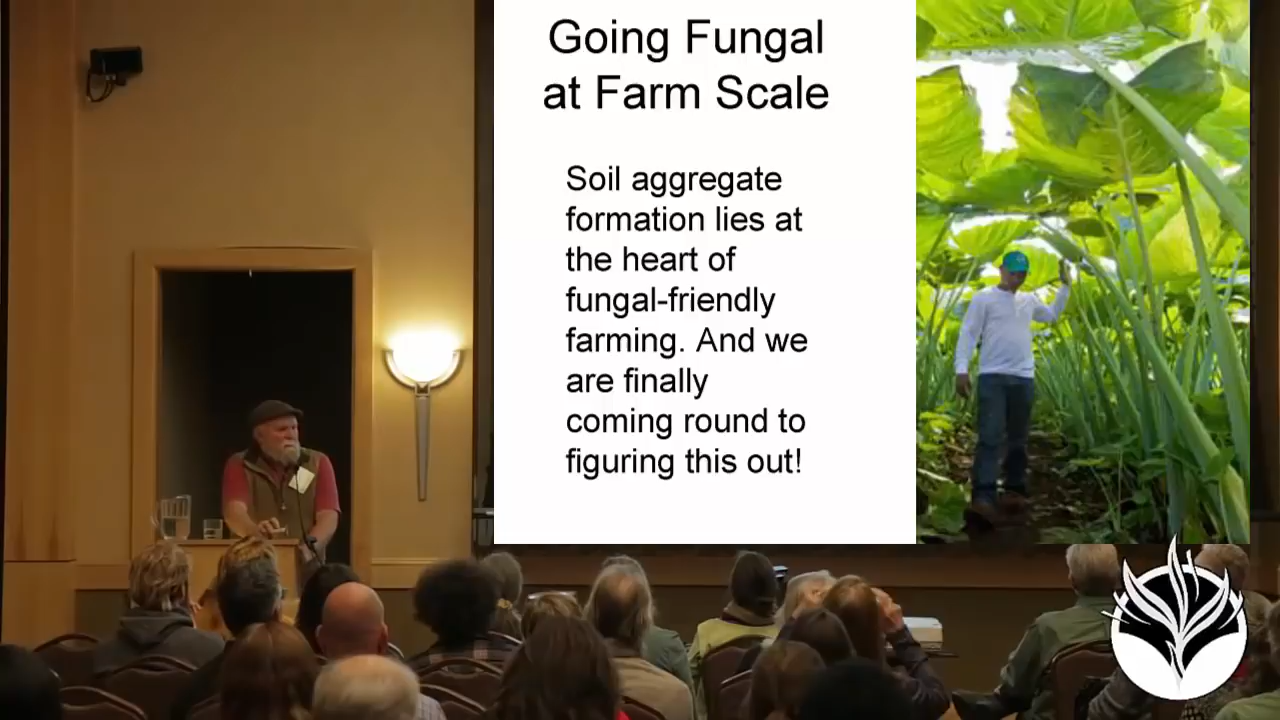 Going Fungal
at Farm Scale
Soil aggregate
formation lies at
the heart of
fungal-friendly
farming. And we
are finally
coming round to
figuring this out!